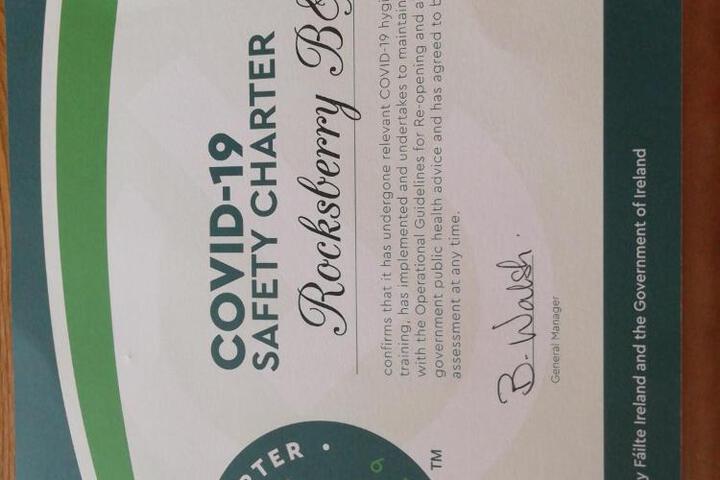 COVID-19
SAFETY CHARTER
Rocksberry B&
confirms that it has undergone relevant COVID-19 hygi
training, has implemented and undertakes to maintain
with the Operational Guidelines for Re-opening and a
government public health advice and has agreed to b
assessment at any time.
B. Walsh.
General Manager
PTER •
TM
y Fáilte Ireland and the Government of Ireland